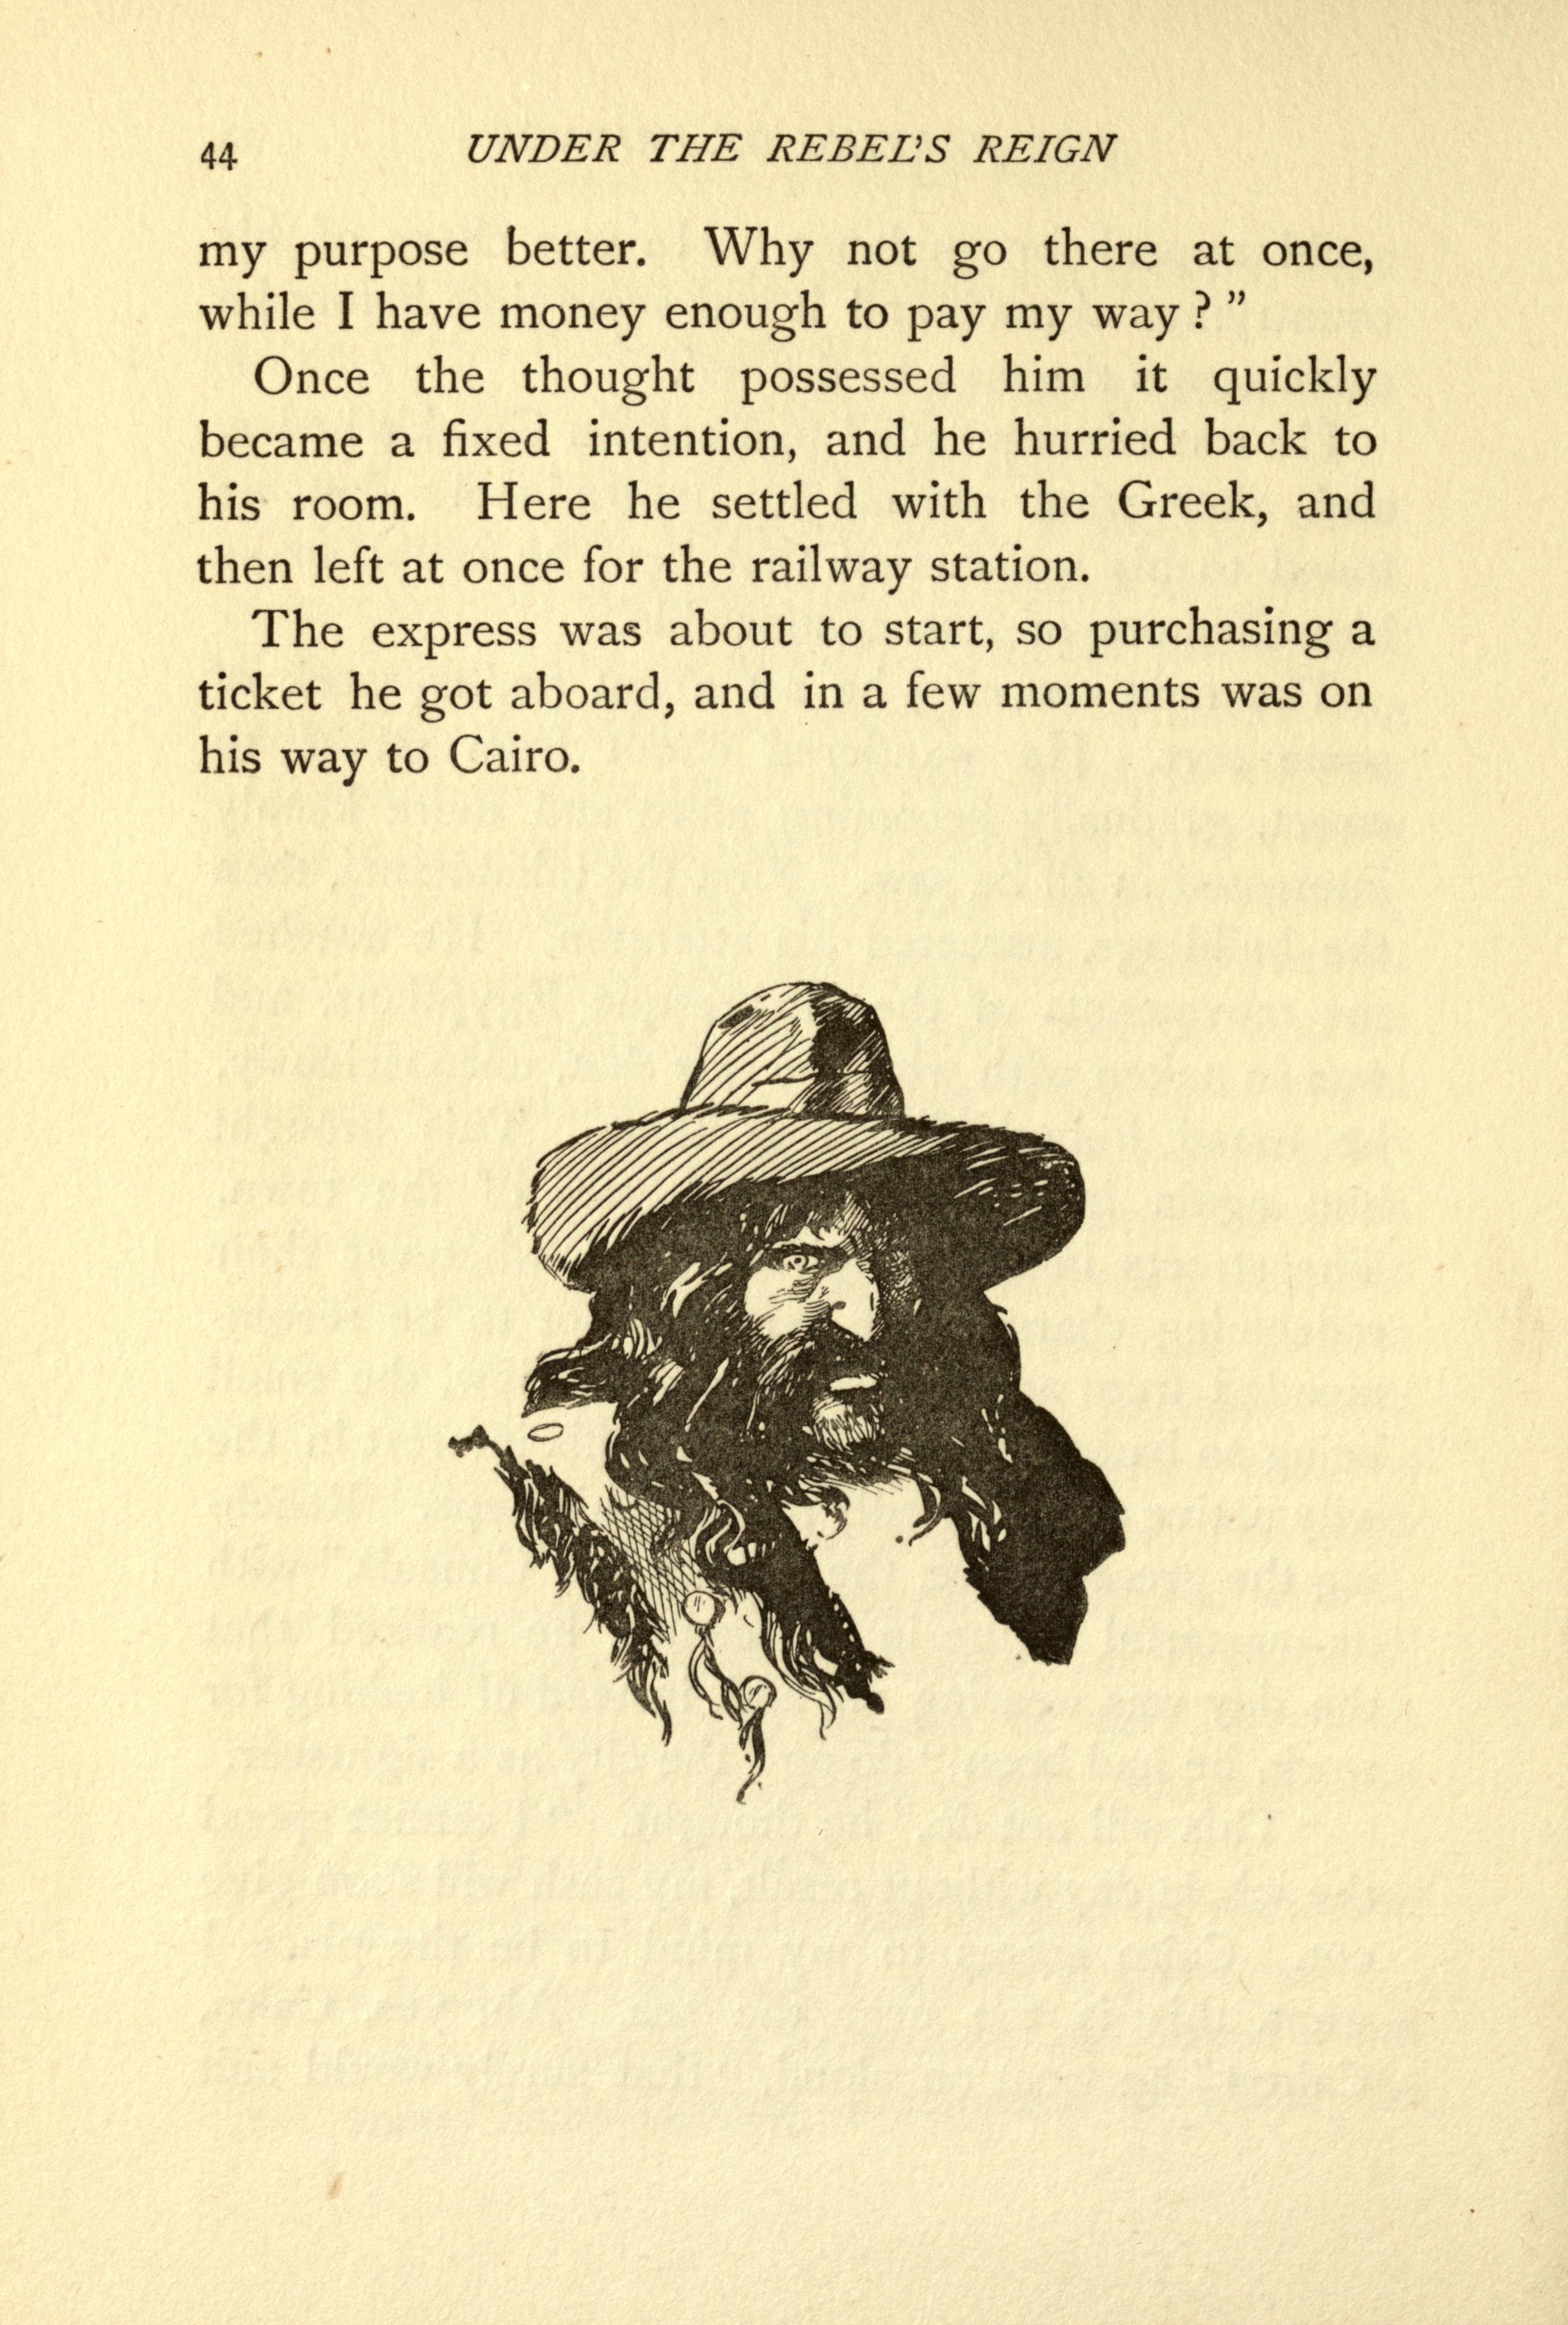 44 UNDER THE REBEL'S REIGN
my purpose better. Why not go there at once,
while I have money enough to pay my way ? ”
Once the thought possessed him it quickly
became a fixed intention, and he hurried back to
his room. Here he settled with the Greek, and
then left at once for the railway station.
The express was about to start, so purchasing a
ticket he got aboard, and in a few moments was on
his way to Cairo.